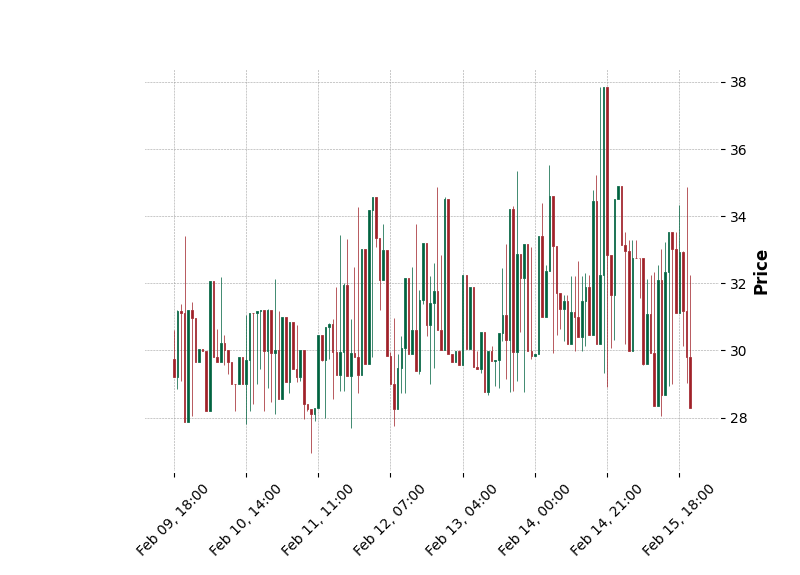 38
36
34
32
30
28
Price
Feb 09, 18:00
Feb 10, 14:00
Feb 11, 11:00
Feb 12, 07:00
Feb 13, 04:00
Feb 14, 00:00
Feb 14, 21:00
Feb 15, 18:00